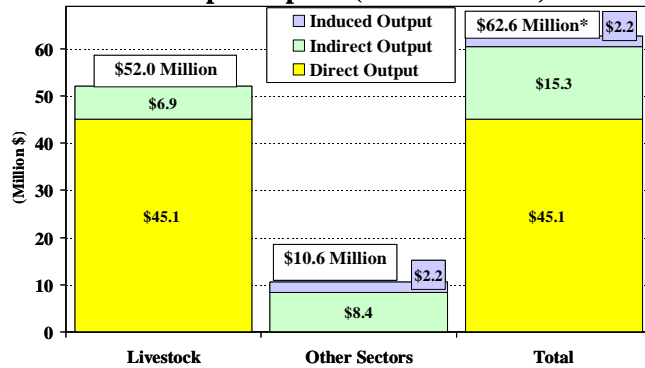 Induced Output
Indirect Output
Direct Output
$62.6 Million*
$2.2
$52.0 Million
$6.9
$15.3
$45.1
$45.1
$10.6 Million
$2.2
$8.4
(Million $)
60
50
40
30
20
10
0
Livestock
Other Sectors
Total